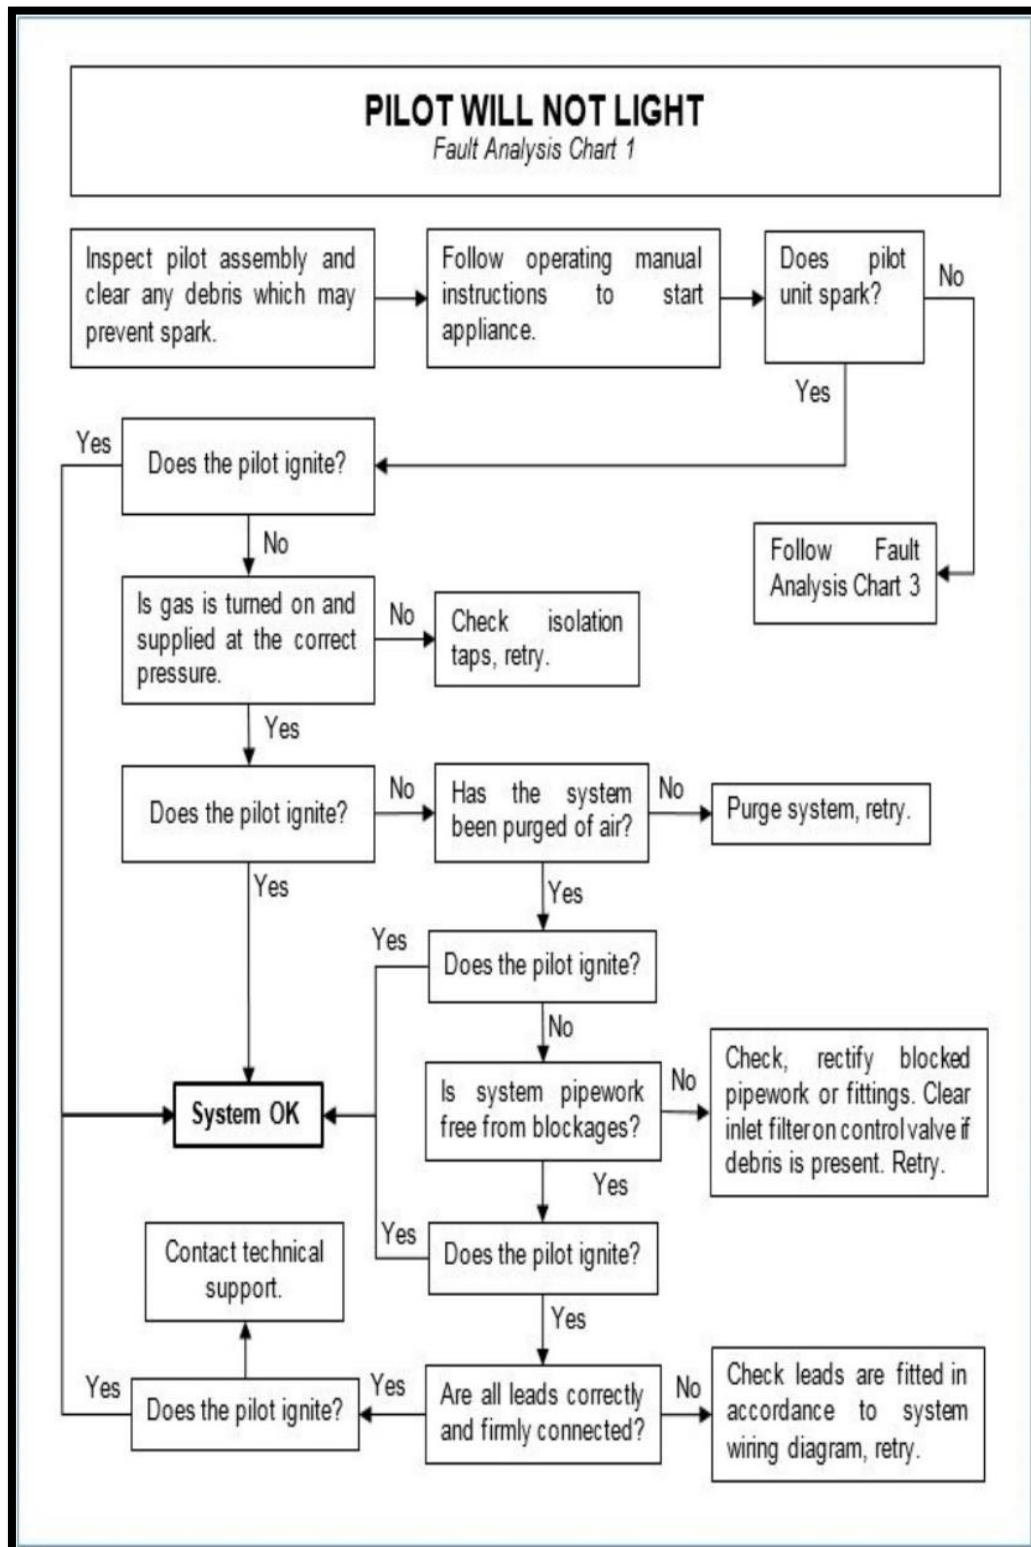 PILOT WILL NOT LIGHT
Fault Analysis Chart 1
Inspect pilot assembly and
clear any debris which may
prevent spark.
Follow operating manual
instructions to start
appliance.
Does pilot
unit spark?
No
Yes
Yes
Does the pilot ignite?
No
Follow Fault
Analysis Chart 3
Is gas is turned on and
supplied at the correct
pressure.
No
Check isolation
taps, retry.
Yes
Does the pilot ignite?
No
Has the system
been purged of air?
No
Purge system, retry.
Yes
Yes
Yes
Does the pilot ignite?
No
System OK
Is system pipework
free from blockages?
No
Check, rectify blocked
pipework or fittings. Clear
inlet filter on control valve if
debris is present. Retry.
Yes
Contact technical
support.
Yes
Does the pilot ignite?
Yes
Yes
Does the pilot ignite?
Yes
Are all leads correctly
and firmly connected?
No
Check leads are fitted in
accordance to system
wiring diagram, retry.